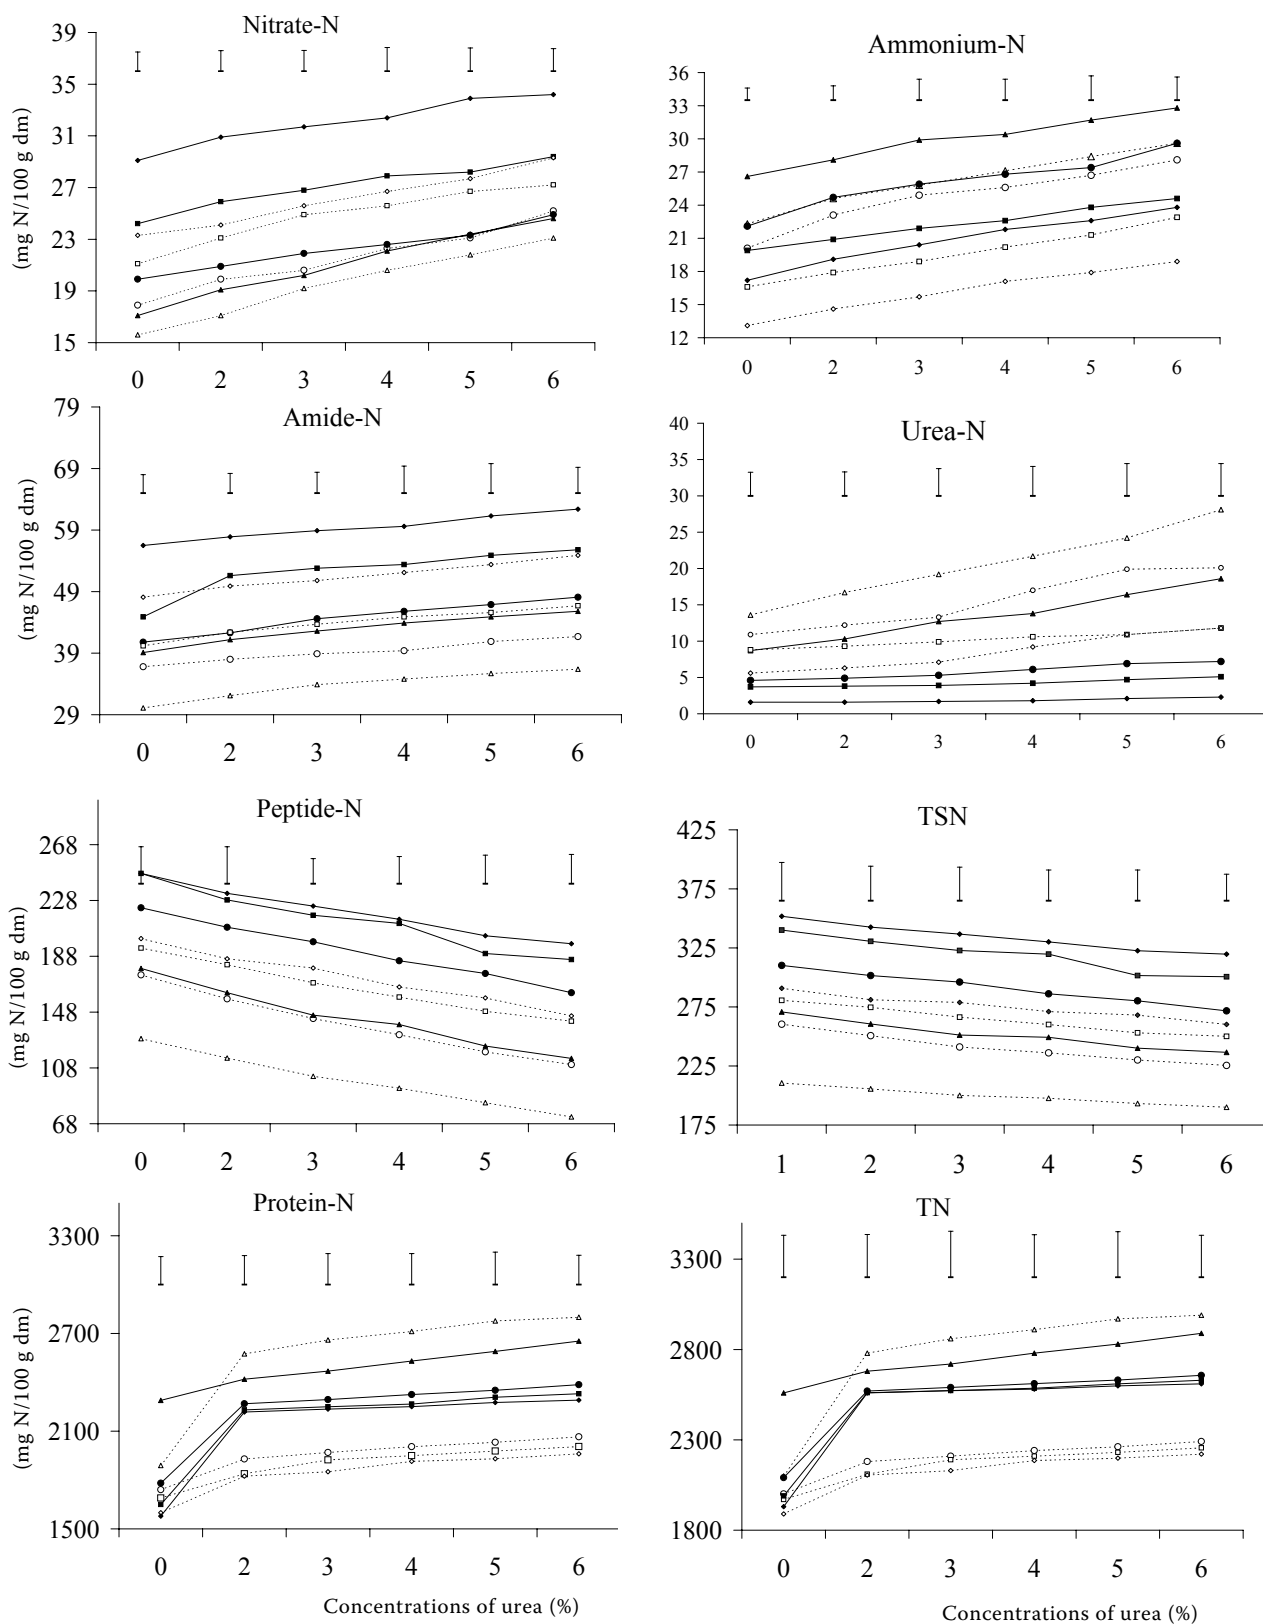 Nitrate-N
(mg N/100 g dm)
39
35
31
27
23
19
15
0 2 3 4 5 6
Ammonium-N
36
33
30
27
24
21
18
15
12
0 2 3 4 5 6
Amide-N
(mg N/100 g dm)
79
69
59
49
39
29
0 2 3 4 5 6
Urea-N
40
35
30
25
20
15
10
5
0
0 2 3 4 5 6
Peptide-N
(mg N/100 g dm)
268
228
188
148
108
68
0 2 3 4 5 6
TSN
425
375
325
275
225
175
1 2 3 4 5 6
Protein-N
(mg N/100 g dm)
3300
2700
2100
1500
0 2 3 4 5 6
Concentrations of urea (%)
TN
3300
2800
2300
1800
0 2 3 4 5 6
Concentrations of urea (%)